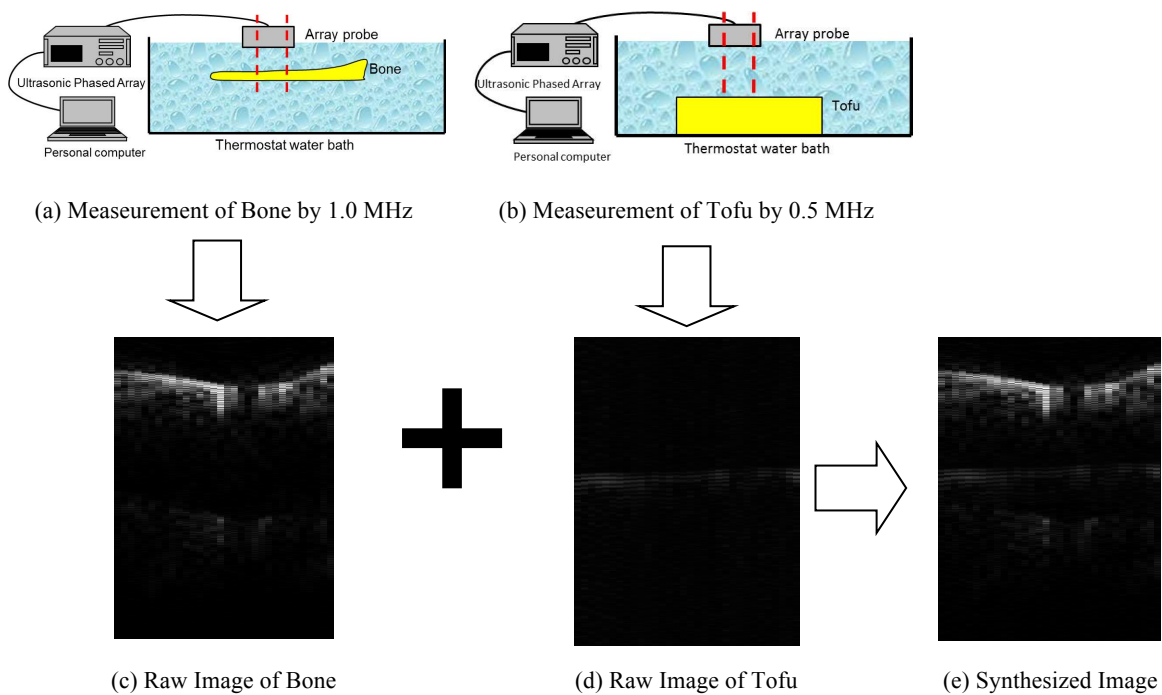 Array probe
Bone
Ultrasonic Phased Array
Personal computer
Thermostat water bath
(a) Measeurement of Bone by 1.0 MHz
Array probe
Tofu
Ultrasonic Phased Array
Personal computer
Thermostat water bath
(b) Measurement of Tofu by 0.5 MHz
(c) Raw Image of Bone
(d) Raw Image of Tofu
(e) Synthesized Image